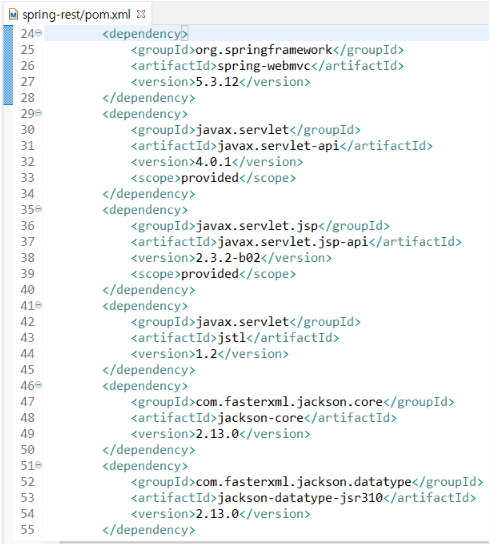 spring-rest/pom.xml
24 <dependency>
25 <groupId>org.springframework</groupId>
26 <artifactId>spring-webmvc</artifactId>
27 <version>5.3.12</version>
28 </dependency>
29 <dependency>
30 <groupId>javax.servlet</groupId>
31 <artifactId>javax.servlet-api</artifactId>
32 <version>4.0.1</version>
33 <scope>provided</scope>
34 </dependency>
35 <dependency>
36 <groupId>javax.servlet.jsp</groupId>
37 <artifactId>javax.servlet.jsp-api</artifactId>
38 <version>2.3.2-b02</version>
39 <scope>provided</scope>
40 </dependency>
41 <dependency>
42 <groupId>javax.servlet</groupId>
43 <artifactId>jstl</artifactId>
44 <version>1.2</version>
45 </dependency>
46 <dependency>
47 <groupId>com.fasterxml.jackson.core</groupId>
48 <artifactId>jackson-core</artifactId>
49 <version>2.13.0</version>
50 </dependency>
51 <dependency>
52 <groupId>com.fasterxml.jackson.datatype</groupId>
53 <artifactId>jackson-datatype-jsr310</artifactId>
54 <version>2.13.0</version>
55 </dependency>